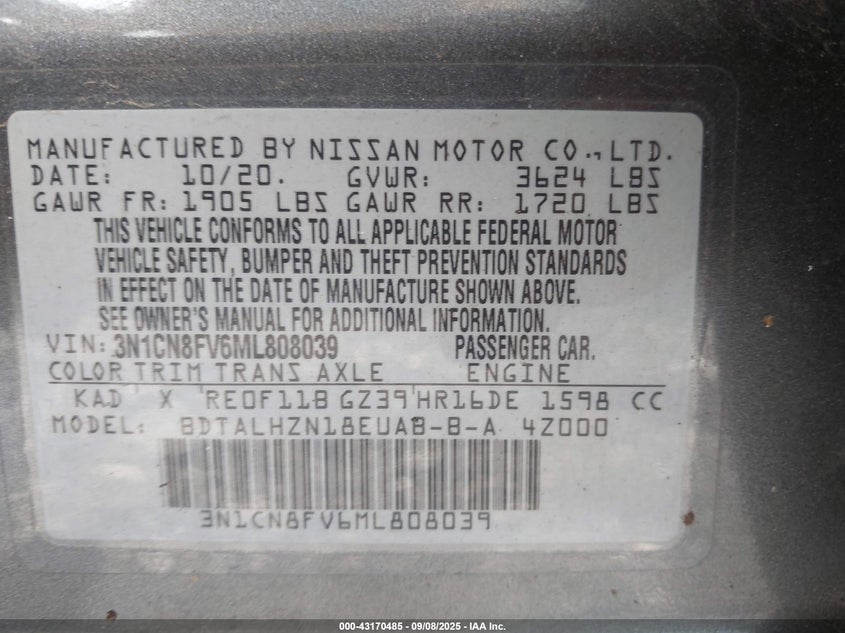 MANUFACTURED BY NISSAN MOTOR CO., LTD.
DATE: 10/20. GVWR: 3624 LBS
GAWR FR: 1905 LBS GAWR RR: 1720 LBS
THIS VEHICLE CONFORMS TO ALL APPLICABLE FEDERAL MOTOR
VEHICLE SAFETY, BUMPER AND THEFT PREVENTION STANDARDS
IN EFFECT ON THE DATE OF MANUFACTURE SHOWN ABOVE.
SEE OWNER'S MANUAL FOR ADDITIONAL INFORMATION.
VIN: 3N1CN8FV6ML808039 PASSENGER CAR.
COLOR TRIM TRANS AXLE ENGINE
KAD X RE0F11B GZ39 HR16DE 1598 CC
MODEL: BDTALHZN18EUAB-B-A 4Z000
3N1CN8FV6ML808039
000-43170485 - 09/08/2025 - IAA Inc.